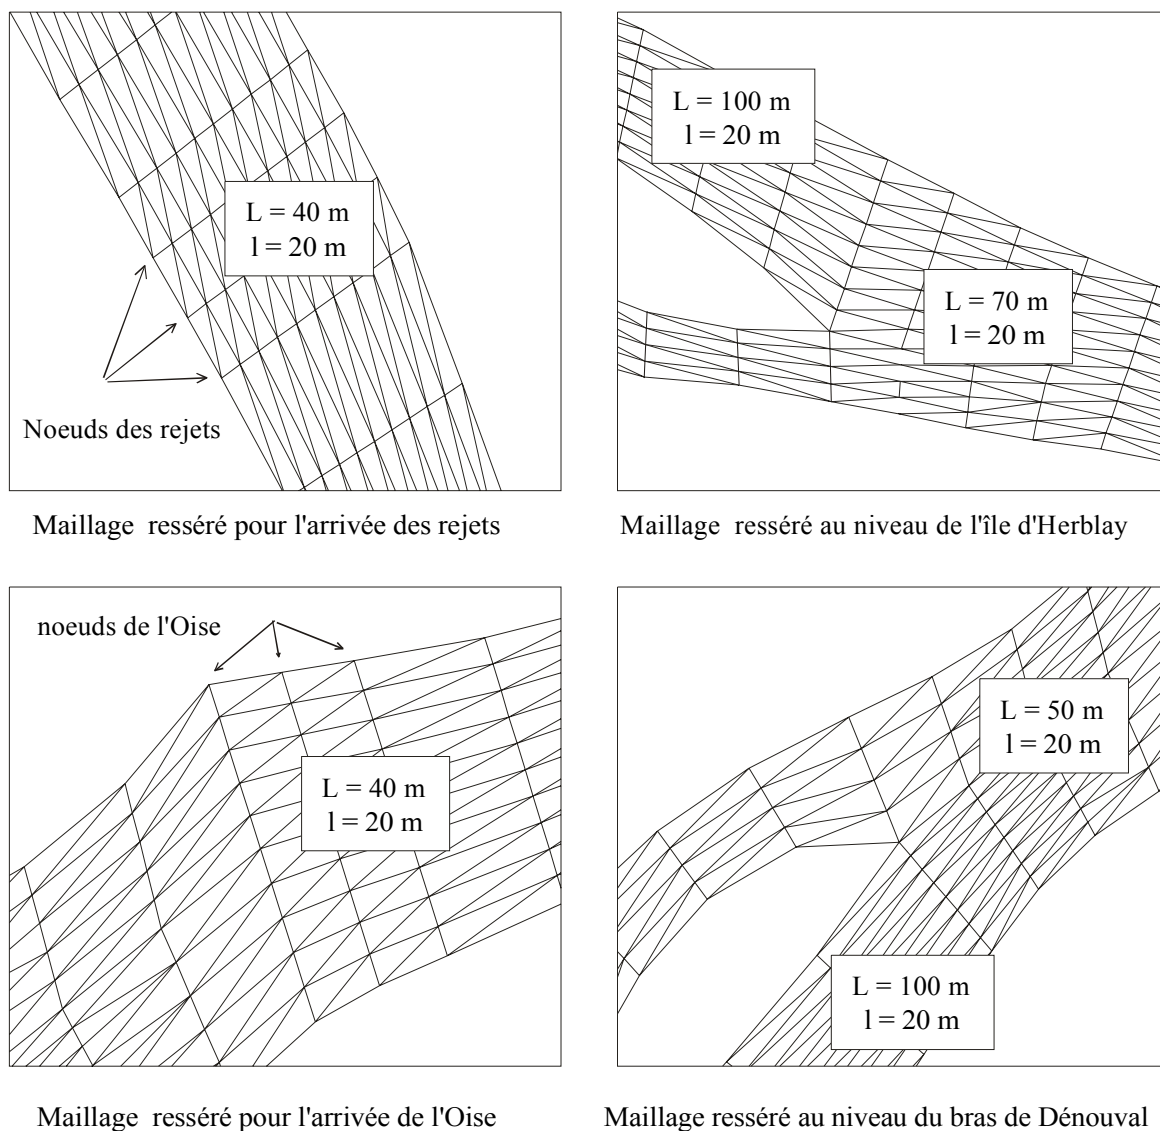 L = 40 m
l = 20 m
Noeuds des rejets
Maillage resséré pour l'arrivée des rejets
L = 100 m
l = 20 m
L = 70 m
l = 20 m
Maillage resséré au niveau de l'île d'Herblay
noeuds de l'Oise
L = 40 m
l = 20 m
Maillage resséré pour l'arrivée de l'Oise
L = 50 m
l = 20 m
L = 100 m
l = 20 m
Maillage resséré au niveau du bras de Dénouval